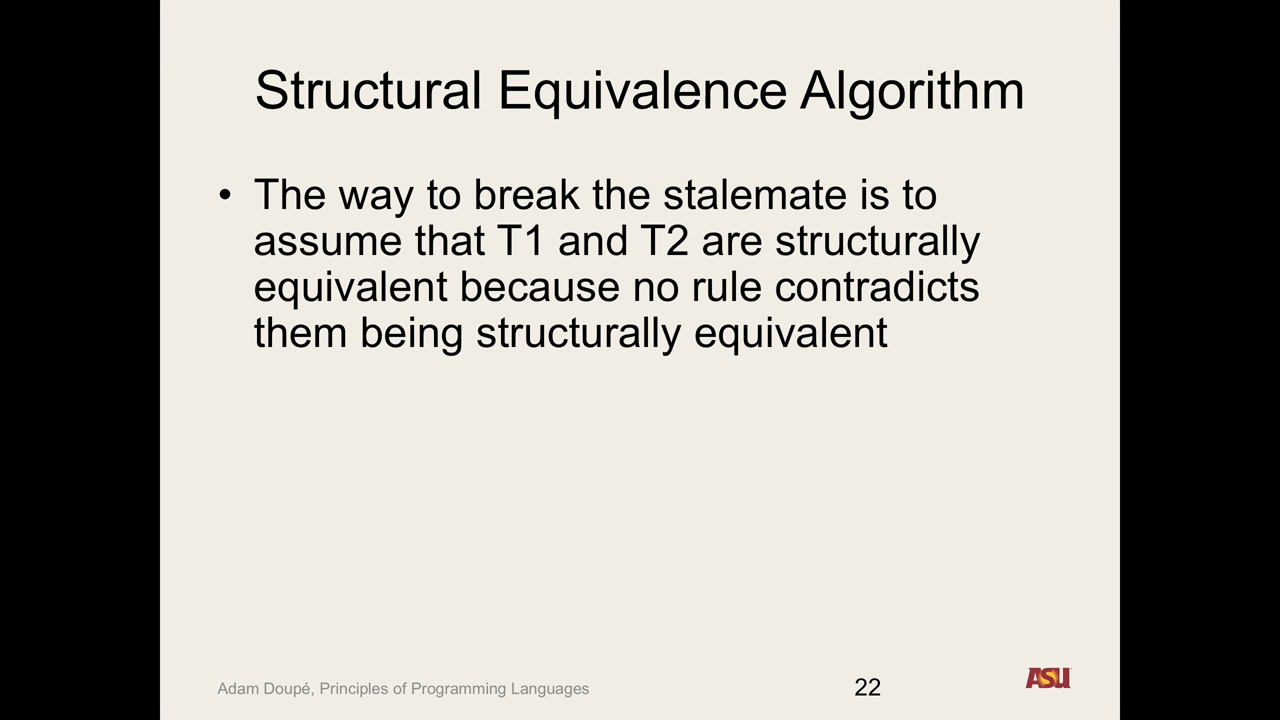 Structural Equivalence Algorithm
• The way to break the stalemate is to
assume that T1 and T2 are structurally
equivalent because no rule contradicts
them being structurally equivalent
Adam Doupé, Principles of Programming Languages
22
ASU